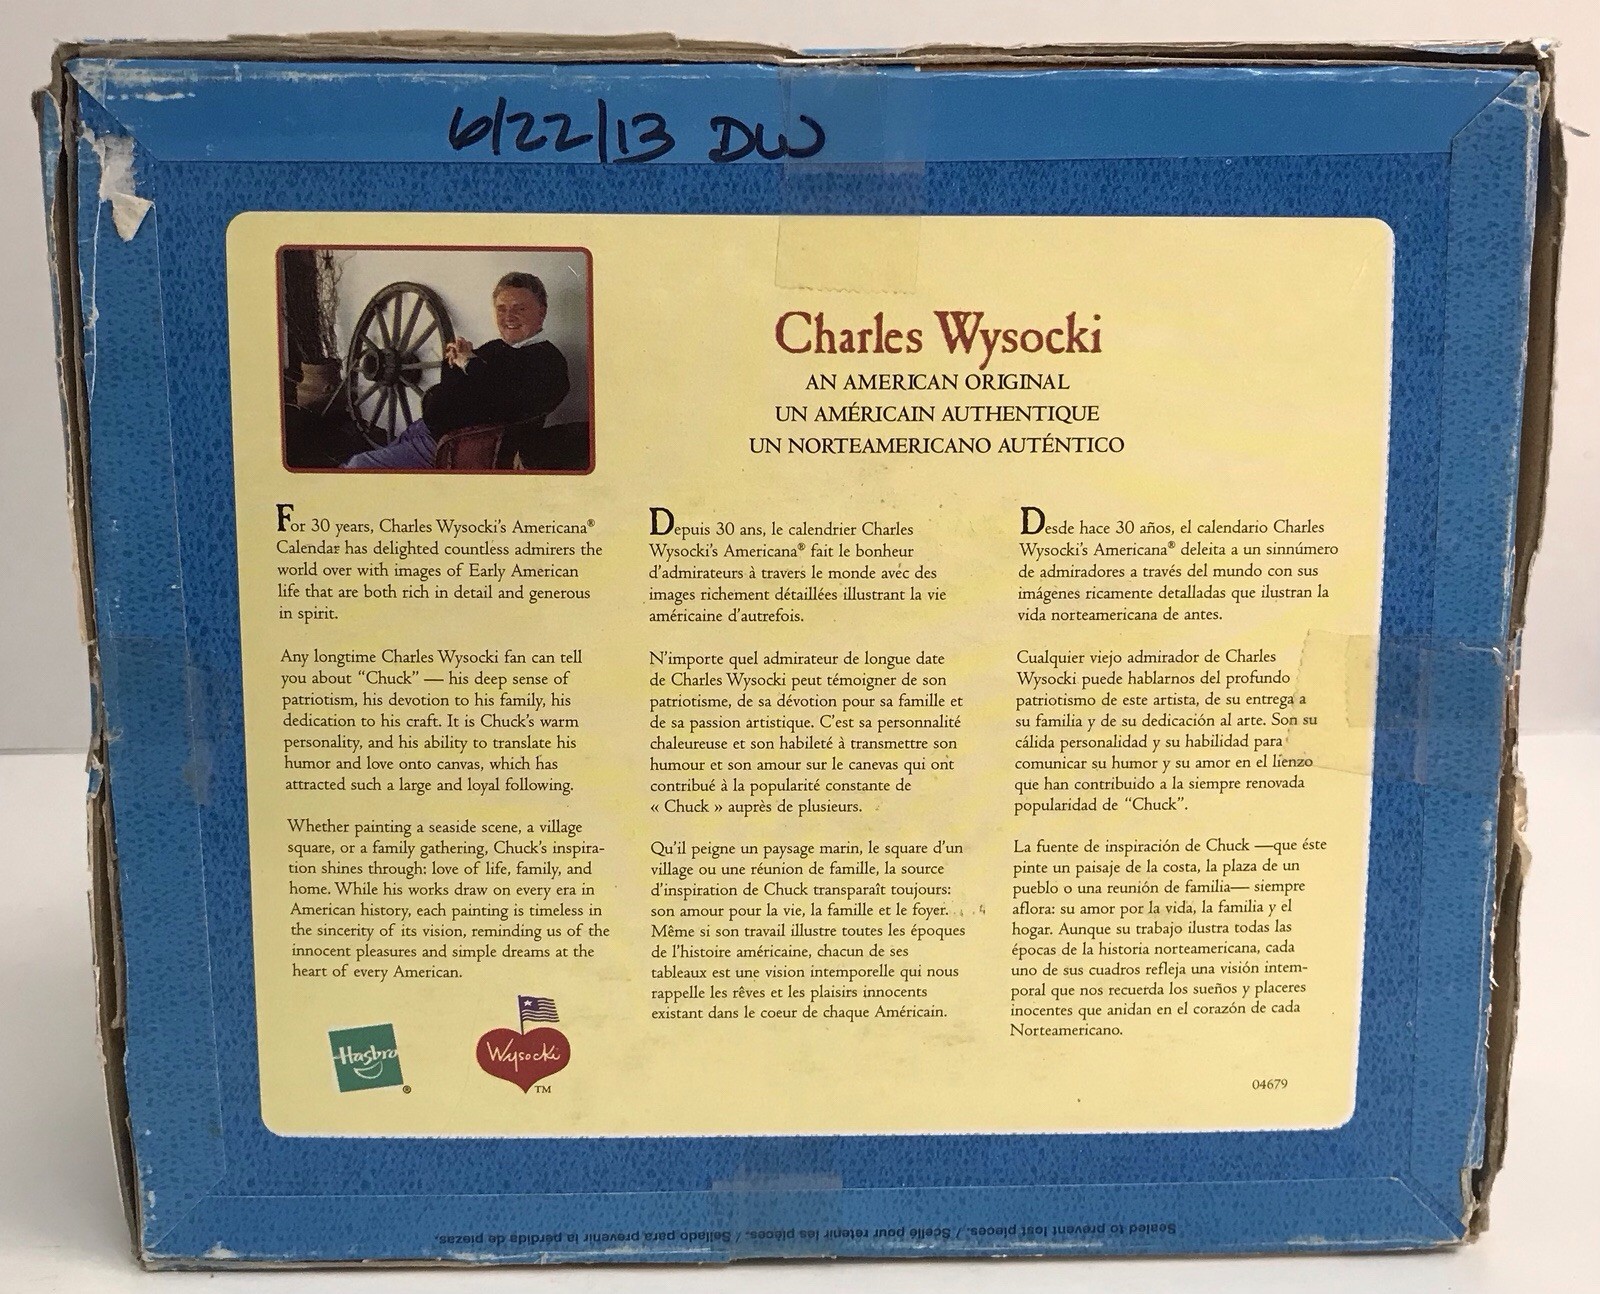 6/22/13 DW
Charles Wysocki
AN AMERICAN ORIGINAL
UN AMÉRICAIN AUTHENTIQUE
UN NORTEAMERICANO AUTÉNTICO
For 30 years, Charles Wysocki's Americana®
Calendar has delighted countless admirers the
world over with images of Early American
life that are both rich in detail and generous
in spirit.
Any longtime Charles Wysocki fan can tell
you about "Chuck" — his deep sense of
patriotism, his devotion to his family, his
dedication to his craft. It is Chuck's warm
personality, and his ability to translate his
humor and love onto canvas, which has
attracted such a large and loyal following.
Whether painting a seaside scene, a village
square, or a family gathering, Chuck's inspira-
tion shines through: love of life, family, and
home. While his works draw on every era in
American history, each painting is timeless in
the sincerity of its vision, reminding us of the
innocent pleasures and simple dreams at the
heart of every American.
Depuis 30 ans, le calendrier Charles
Wysocki's Americana® fait le bonheur
d'admirateurs à travers le monde avec des
images richement détaillées illustrant la vie
américaine d'autrefois.
N'importe quel admirateur de longue date
de Charles Wysocki peut témoigner de son
patriotisme, de sa dévotion pour sa famille et
de sa passion artistique. C'est sa personnalité
chaleureuse et son habileté à transmettre son
humour et son amour sur le canevas qui ont
contribué à la popularité constante de
« Chuck » auprès de plusieurs.
Qu'il peigne un paysage marin, le square d'un
village ou une réunion de famille, la source
d'inspiration de Chuck transparaît toujours:
son amour pour la vie, la famille et le foyer.
Même si son travail illustre toutes les époques
de l'histoire américaine, chacun de ses
tableaux est une vision intemporelle qui nous
rappelle les rêves et les plaisirs innocents
existant dans le coeur de chaque Américain.
Desde hace 30 años, el calendario Charles
Wysocki's Americana® deleita a un sinnúmero
de admiradores a través del mundo con sus
imágenes ricamente detalladas que ilustran la
vida norteamericana de antes.
Cualquier viejo admirador de Charles
Wysocki puede hablarnos del profundo
patriotismo de este artista, de su entrega a
su familia y de su dedicación al arte. Son su
cálida personalidad y su habilidad para
comunicar su humor y su amor en el lienzo
que han contribuido a la siempre renovada
popularidad de "Chuck".
La fuente de inspiración de Chuck —que éste
pinte un paisaje de la costa, la plaza de un
pueblo o una reunión de familia— siempre
aflora: su amor por la vida, la familia y el
hogar. Aunque su trabajo ilustra todas las
épocas de la historia norteamericana, cada
uno de sus cuadros refleja una visión intem-
poral que nos recuerda los sueños y placeres
inocentes que anidan en el corazón de cada
Norteamericano.
Hasbro ®
Wysocki ™
04679
Sealed to prevent lost pieces. / Scellé pour retenir les pièces. / Sellado para prevenir la pérdida de piezas.